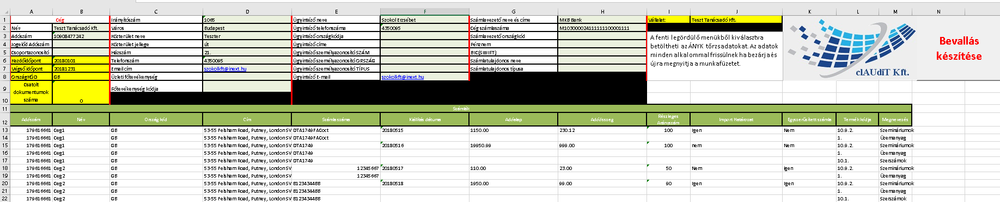 A B C D E F G H I J K L M N
1 Cég Irányítószám 1065 Ügyintéző neve Szokol Erzsébet Számlavezető neve és címe MKB Bank Vállalat: Teszt Tanácsadó Kft.
2 Név Teszt Tanácsadó Kft. Város Budapest Ügyintéző telefonszáma 4350095 Cég számlaszáma M1030000241111111100001111
3 Adószám 10908477242 Közterület neve Teszter Ügyintéző országkódja Számlavezető országkód
4 Jogelőd Adószám Közterület jellege út Ügyintéző címe Pénznem
5 Csoportazonosító Házszám 21. Ügyintéző személyazonosító SZÁM BIC(SWIFT)
6 Kezdőidőpont 20180101 Telefonszám 4350095 Ügyintéző személyazonosító ORSZÁG Számlatulajdonos neve
7 Végső időpont 20181231 Email cím szokolkft@inext.hu Ügyintéző személyazonosító TÍPUS Számlatulajdonos típusa
8 OrszágKÓD GB Üzleti főtevékenység Ügyintéző E-mail szokolkft@inext.hu
A fenti legördülő menükből kiválasztva
betöltheti az ÁNYK törzsadatokat. Az adatok
minden alkalommal frissülnek ha bezárja és
újra megnyitja a munkafüzetet.
clAUdiT Kft.
Bevallás
készítése
9 Csatolt
dokumentumok
10 száma 0 Főtevékenység kódja
11 Számlák
12 Adószám Név Ország kód Cím Számlaszáma Kiállítás dátuma Adóalap Adóösszeg Részleges Arányszám Import Határozat Egyszerűsített számla Termék kódja Megnevezés
13 179616661 Ceg1 GB 53-55 Felsham Road, Putney, London SV DTA1749FACoct 20180515 1150.00 230.12 100 Igen Nem 10.9.2. Szemináriumok
14 179616661 Ceg1 GB 53-55 Felsham Road, Putney, London SV DTA1749FACoct 1. Üzemanyag
15 179616661 Ceg1 GB 53-55 Felsham Road, Putney, London SV DTA1749 20180516 19950.99 999.00 100 nem Nem 10.9.2. Szemináriumok
16 179616661 Ceg1 GB 53-55 Felsham Road, Putney, London SV DTA1749 1. Üzemanyag
17 179616661 Ceg1 GB 53-55 Felsham Road, Putney, London SV DTA1749 10.1. Szerszámok
18 179616661 Ceg2 GB 53-55 Felsham Road, Putney, London SV 12345667 20180517 110.00 23.00 50 Nem igen 10.9.2. Szemináriumok
19 179616661 Ceg2 GB 53-55 Felsham Road, Putney, London SV 12345667 1. Üzemanyag
20 179616661 Ceg2 GB 53-55 Felsham Road, Putney, London SV B1234344BB 20180518 1950.00 99.00 90 Igen Igen 10.9.2. Szemináriumok
21 179616661 Ceg2 GB 53-55 Felsham Road, Putney, London SV B1234344BB 1. Üzemanyag
22 179616661 Ceg2 GB 53-55 Felsham Road, Putney, London SV B1234344BB 10.1. Szerszámok